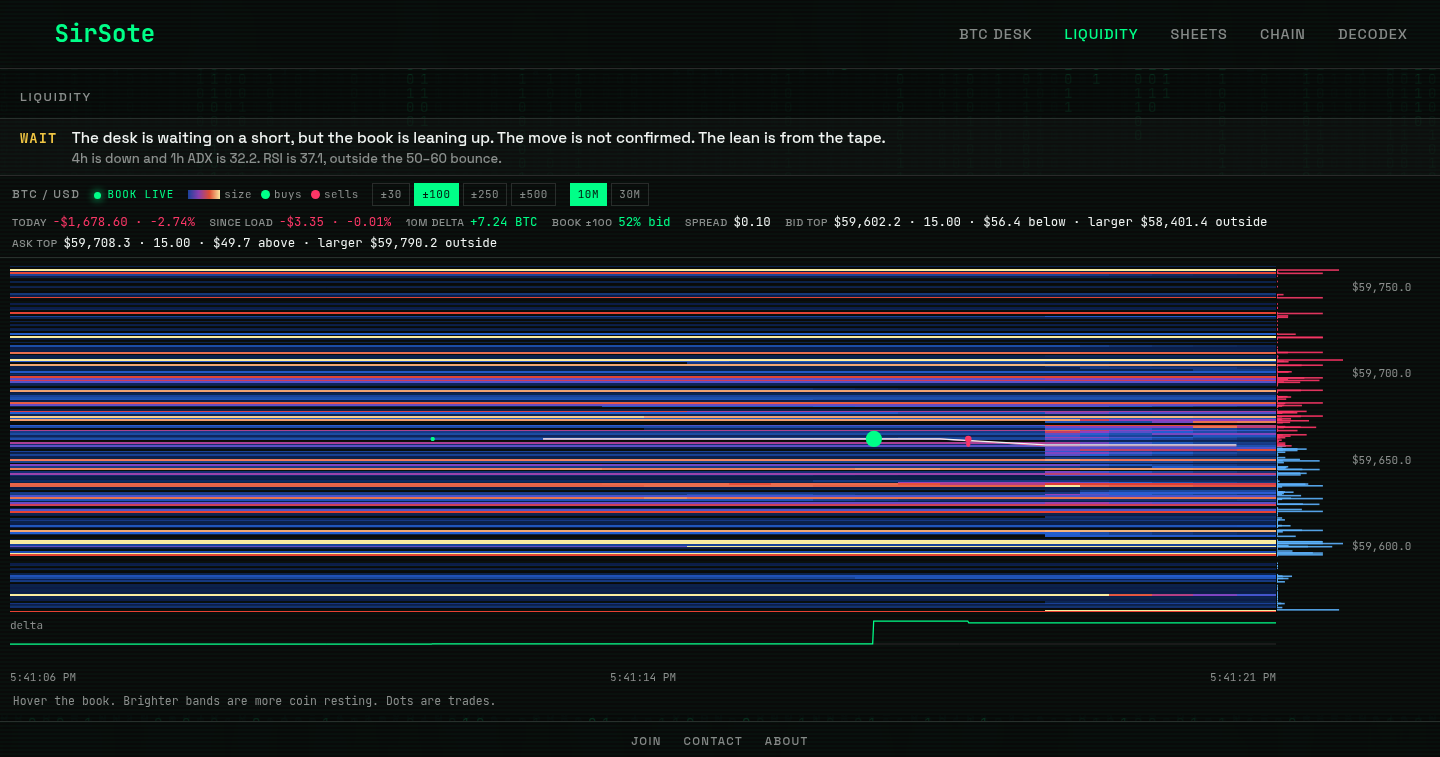 SirSote
BTC DESK LIQUIDITY SHEETS CHAIN DECODEX
LIQUIDITY
WAIT The desk is waiting on a short, but the book is leaning up. The move is not confirmed. The lean is from the tape.
4h is down and 1h ADX is 32.2. RSI is 37.1, outside the 50–60 bounce.
BTC / USD BOOK LIVE size buys sells ±30 ±100 ±250 ±500 10M 30M
TODAY -$1,678.60 · -2.74% SINCE LOAD -$3.35 · -0.01% 10M DELTA +7.24 BTC BOOK ±100 52% bid SPREAD $0.10 BID TOP $59,602.2 · 15.00 · $56.4 below · larger $58,401.4 outside
ASK TOP $59,708.3 · 15.00 · $49.7 above · larger $59,790.2 outside
$59,750.0
$59,700.0
$59,650.0
$59,600.0
delta
5:41:06 PM 5:41:14 PM 5:41:21 PM
Hover the book. Brighter bands are more coin resting. Dots are trades.
JOIN CONTACT ABOUT